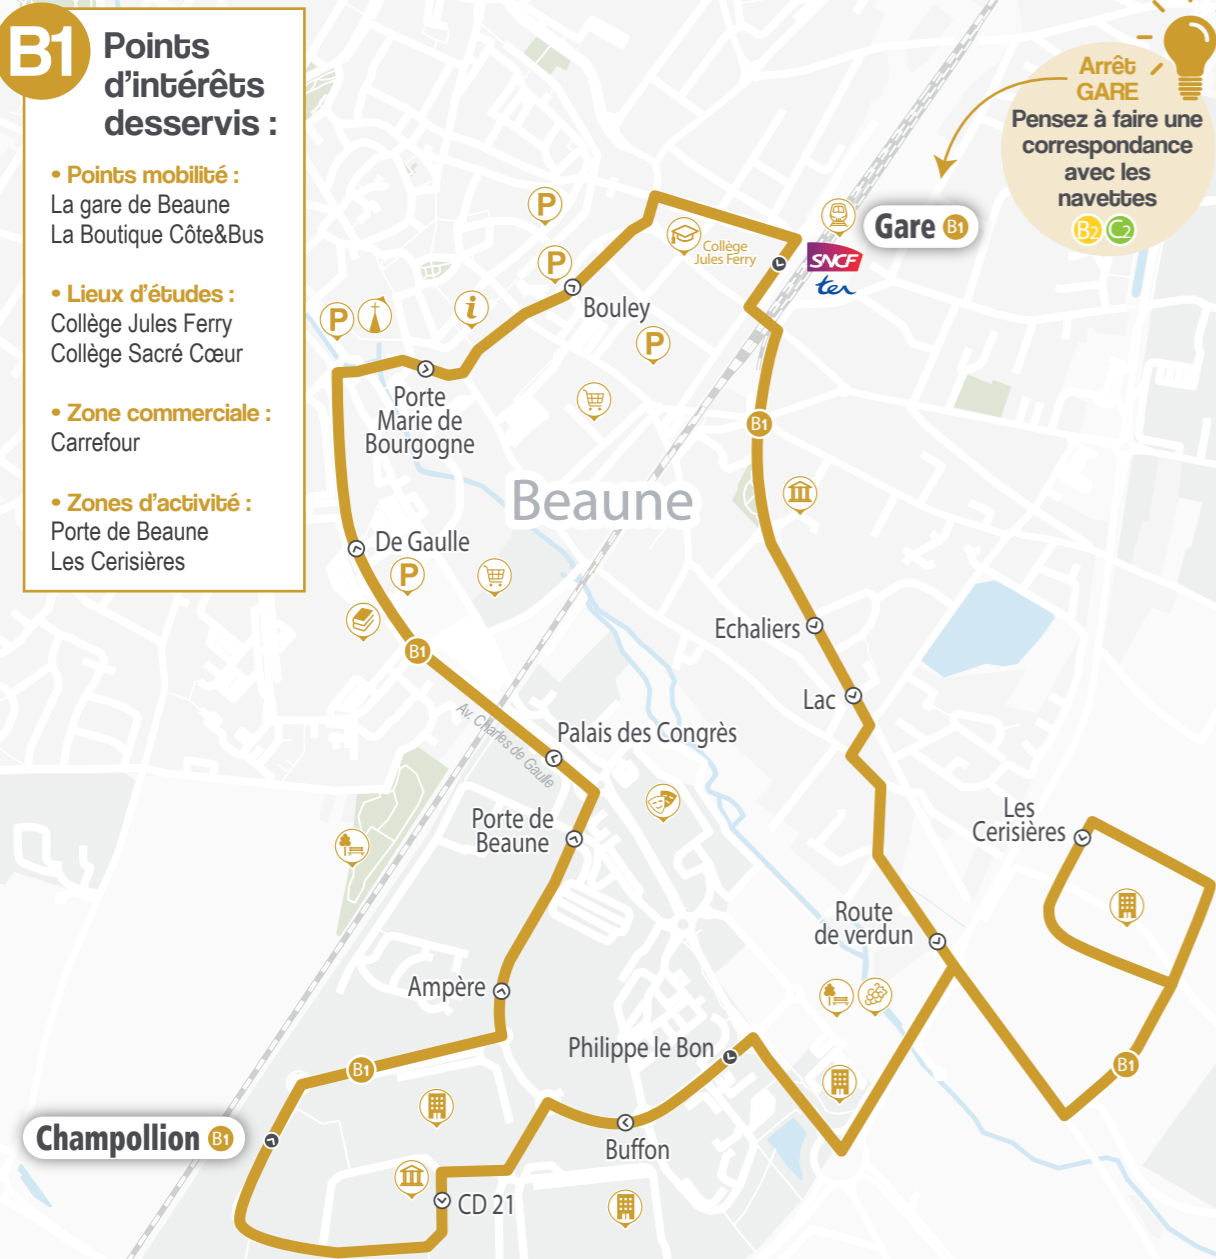 B1
Points
d'intérêts
desservis :
• Points mobilité :
La gare de Beaune
La Boutique Côte&Bus
• Lieux d'études :
Collège Jules Ferry
Collège Sacré Cœur
• Zone commerciale :
Carrefour
• Zones d'activité :
Porte de Beaune
Les Cerisières
Arrêt
GARE
Pensez à faire une
correspondance
avec les
navettes
B2 C2
Gare B1
SNCF
ter
Collège
Jules Ferry
P
P
Bouley
P
P
i
Porte
Marie de
Bourgogne
B1
Beaune
De Gaulle
P
Echaliers
B1
Lac
Av. Charles de Gaulle
Palais des Congrès
Porte de
Beaune
Les
Cerisières
Route
de verdun
Ampère
Philippe le Bon
B1
B1
Champollion B1
Buffon
CD 21